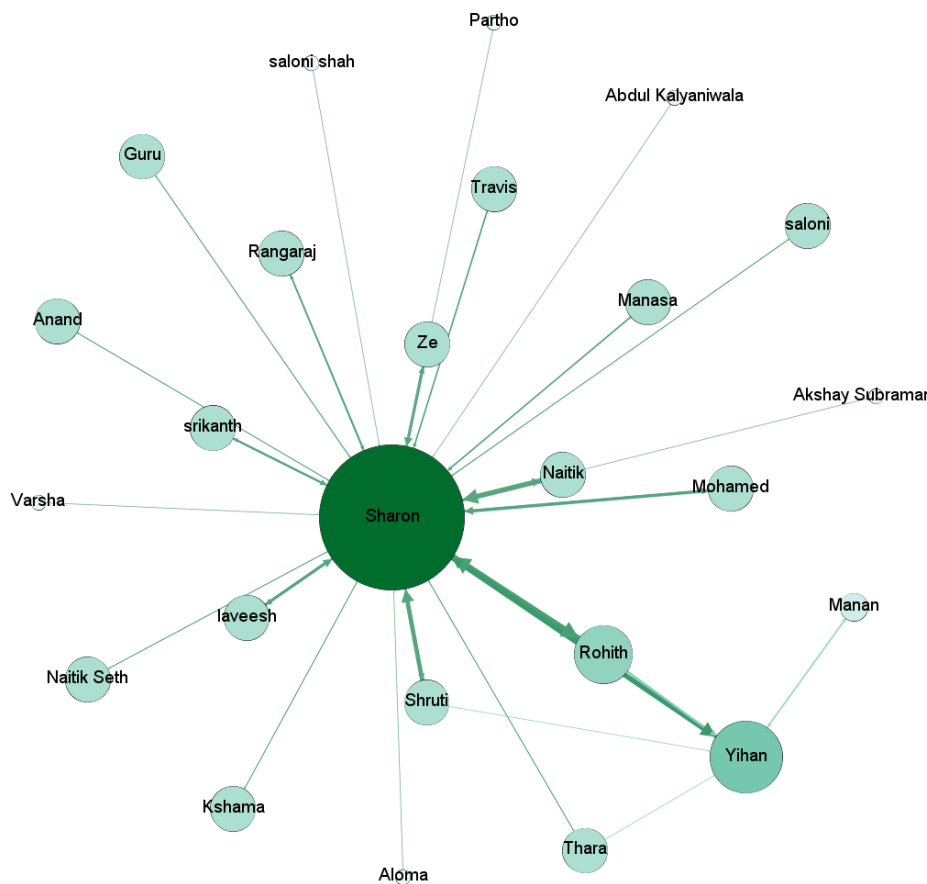 Partho
saloni shah
Abdul Kalyaniwala
Guru
Travis
saloni
Rangaraj
Manasa
Anand
Ze
Akshay Subramar
srikanth
Naitik
Mohamed
Varsha
Sharon
Manan
laveesh
Rohith
Naitik Seth
Shruti
Yihan
Kshama
Thara
Aloma